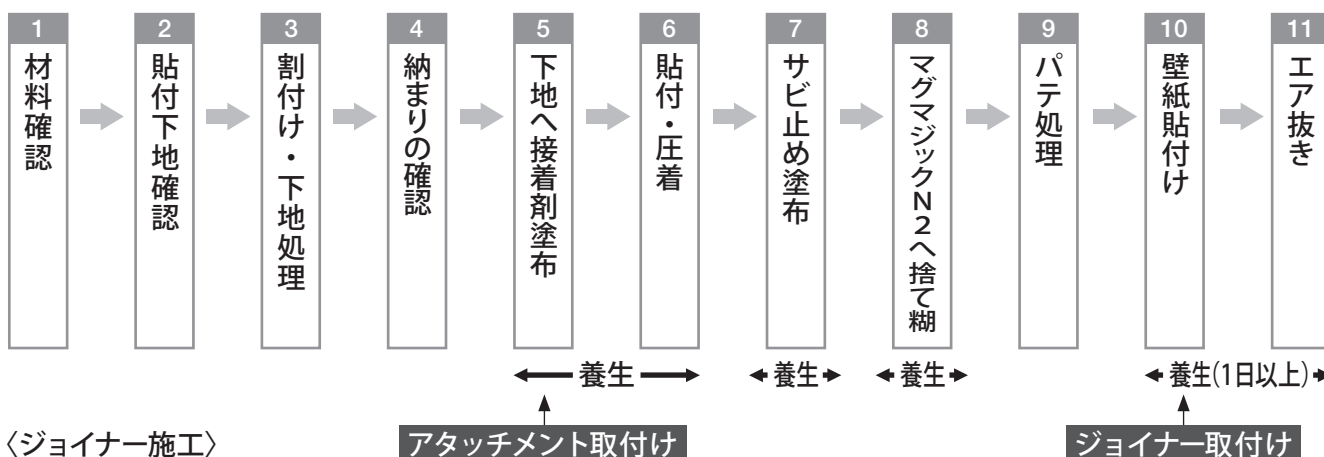 1
材料確認
2
貼付下地確認
3
割付け・下地処理
4
納まりの確認
5
下地へ接着剤塗布
6
貼付・圧着
7
サビ止め塗布
8
マグマジックN2へ捨て糊
9
パテ処理
10
壁紙貼付け
11
エア抜き
養生
養生
養生
養生(1日以上)
〈ジョイナー施工〉
アタッチメント取付け
ジョイナー取付け